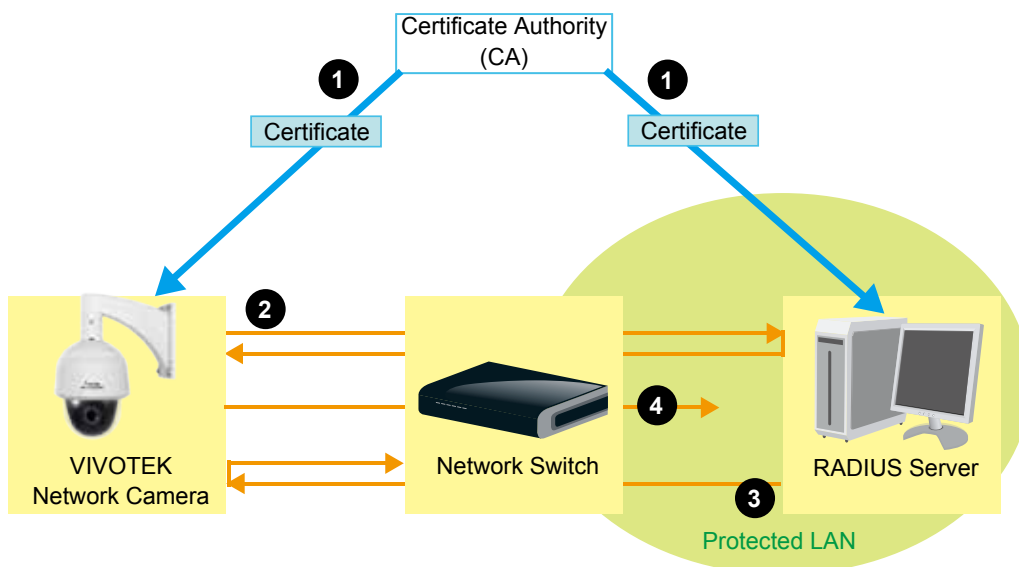 Certificate Authority
(CA)
1
1
Certificate
Certificate
2
4
VIVOTEK
Network Camera
Network Switch
RADIUS Server
3
Protected LAN